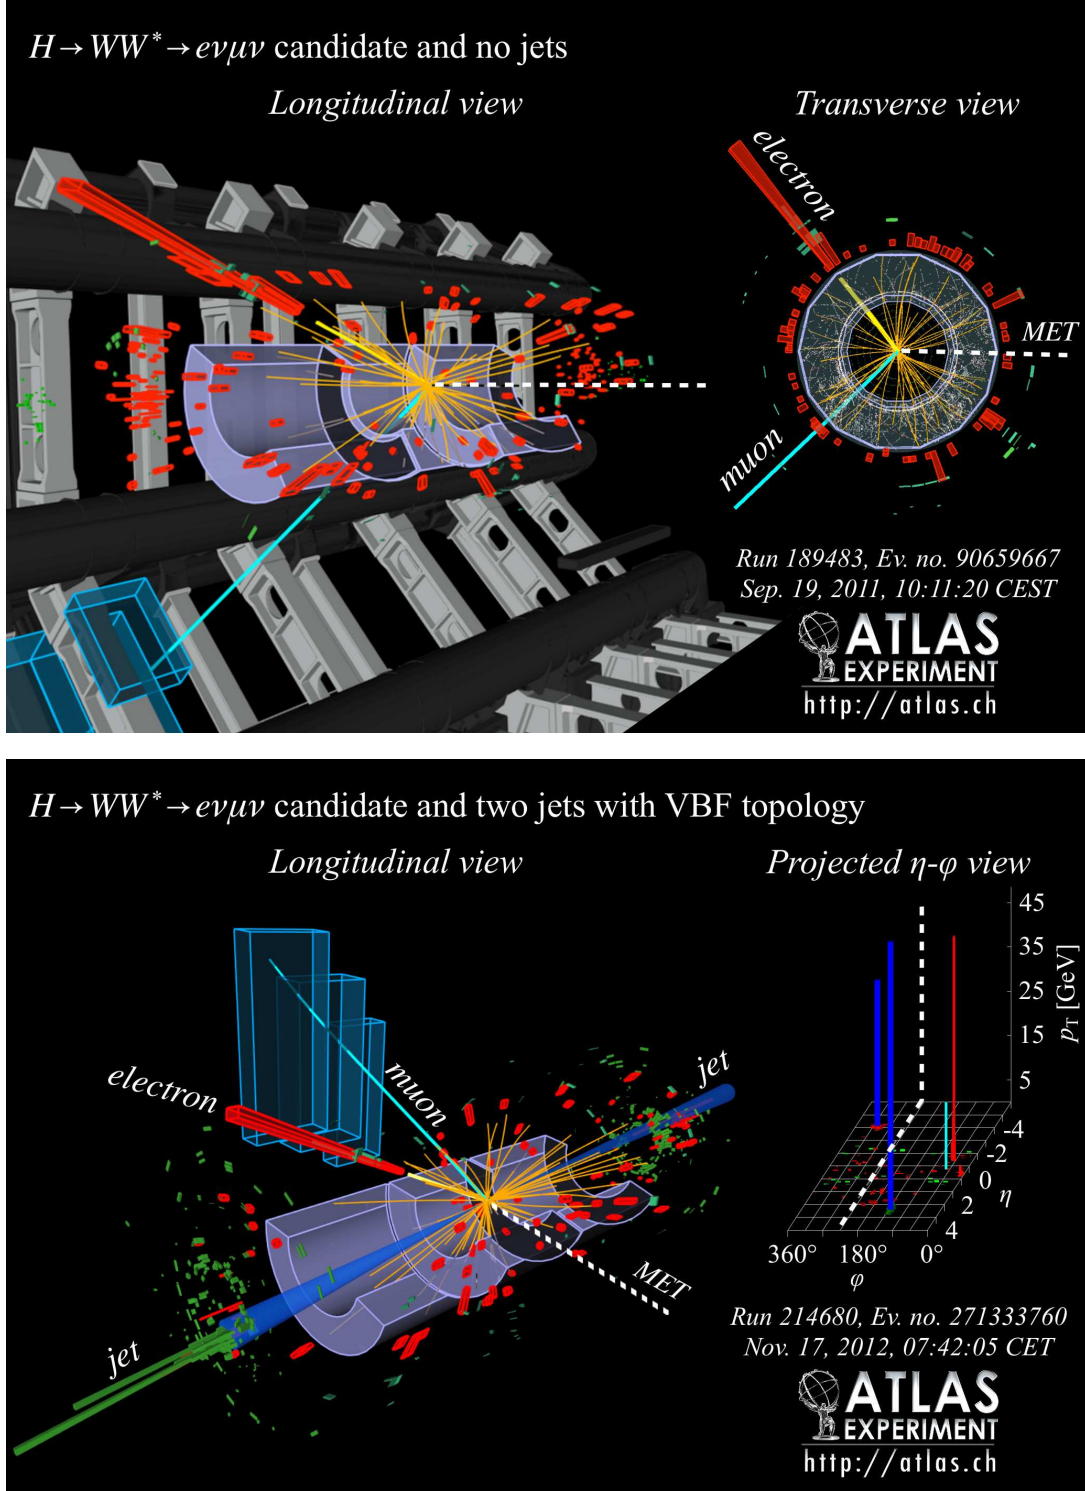 H→WW*→eνμν candidate and no jets
Longitudinal view
Transverse view
electron
MET
muon
Run 189483, Ev. no. 90659667
Sep. 19, 2011, 10:11:20 CEST
ATLAS
EXPERIMENT
http://atlas.ch
H→WW*→eνμν candidate and two jets with VBF topology
Longitudinal view
Projected η-φ view
electron
muon
jet
MET
jet
45
35
25
15
5
pT [GeV]
-4
-2
0
2
4
η
360°
180°
0°
φ
Run 214680, Ev. no. 271333760
Nov. 17, 2012, 07:42:05 CET
ATLAS
EXPERIMENT
http://atlas.ch